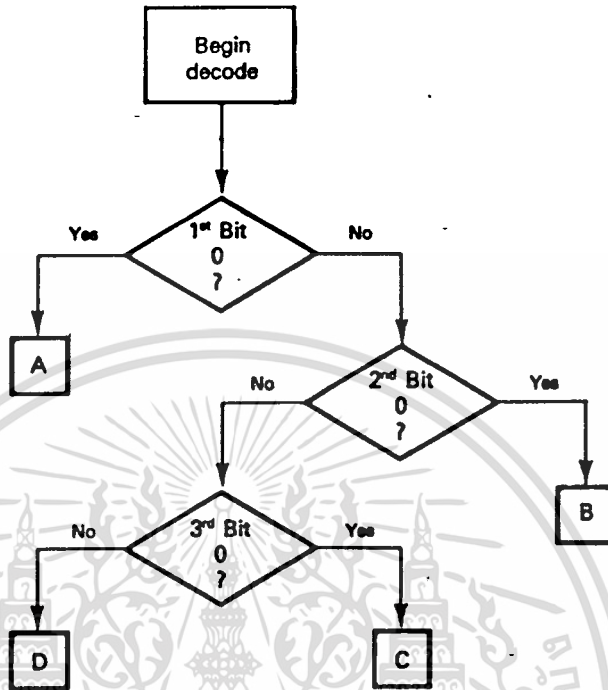 Begin
decode
Yes
1st Bit
0
?
No
A
No
2nd Bit
0
?
Yes
B
No
3rd Bit
0
?
Yes
D
C